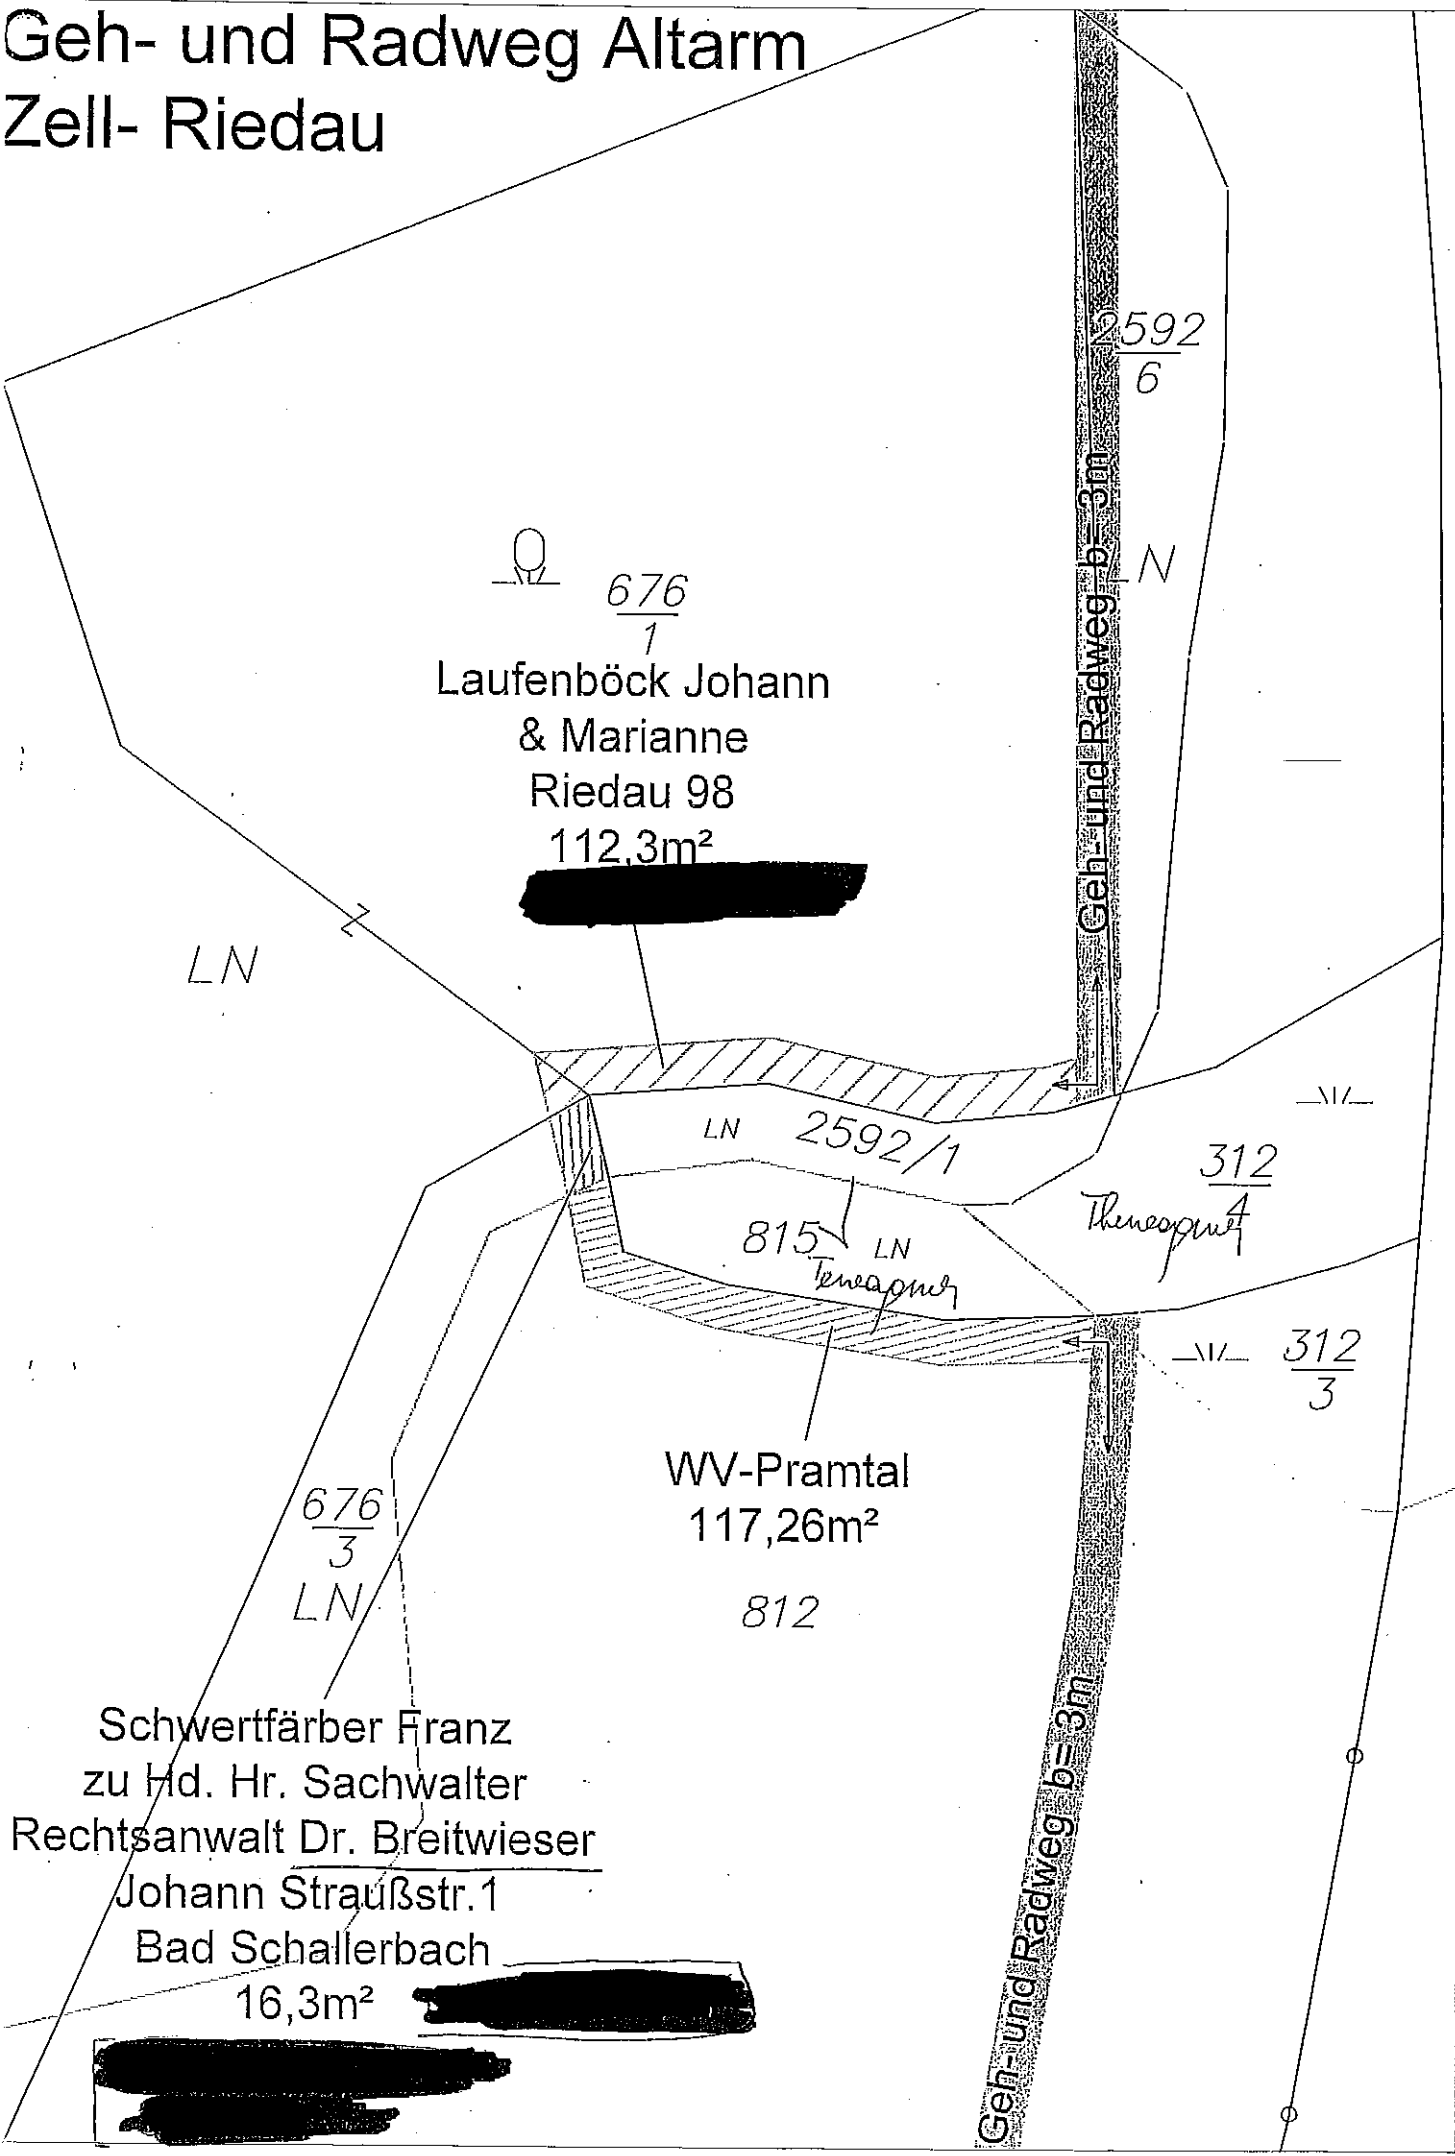 Geh- und Radweg Altarm
Zell- Riedau
2592
6
Geh- und Radweg b= 3m
LN
676
1
Laufenböck Johann
& Marianne
Riedau 98
112,3m²
LN
LN 2592/1
312
4
815 LN
312
3
WV-Pramtal
117,26m²
812
676
3
LN
Geh- und Radweg b=3m
Schwertfärber Franz
zu Hd. Hr. Sachwalter
Rechtsanwalt Dr. Breitwieser
Johann Straußstr.1
Bad Schallerbach
16,3m²